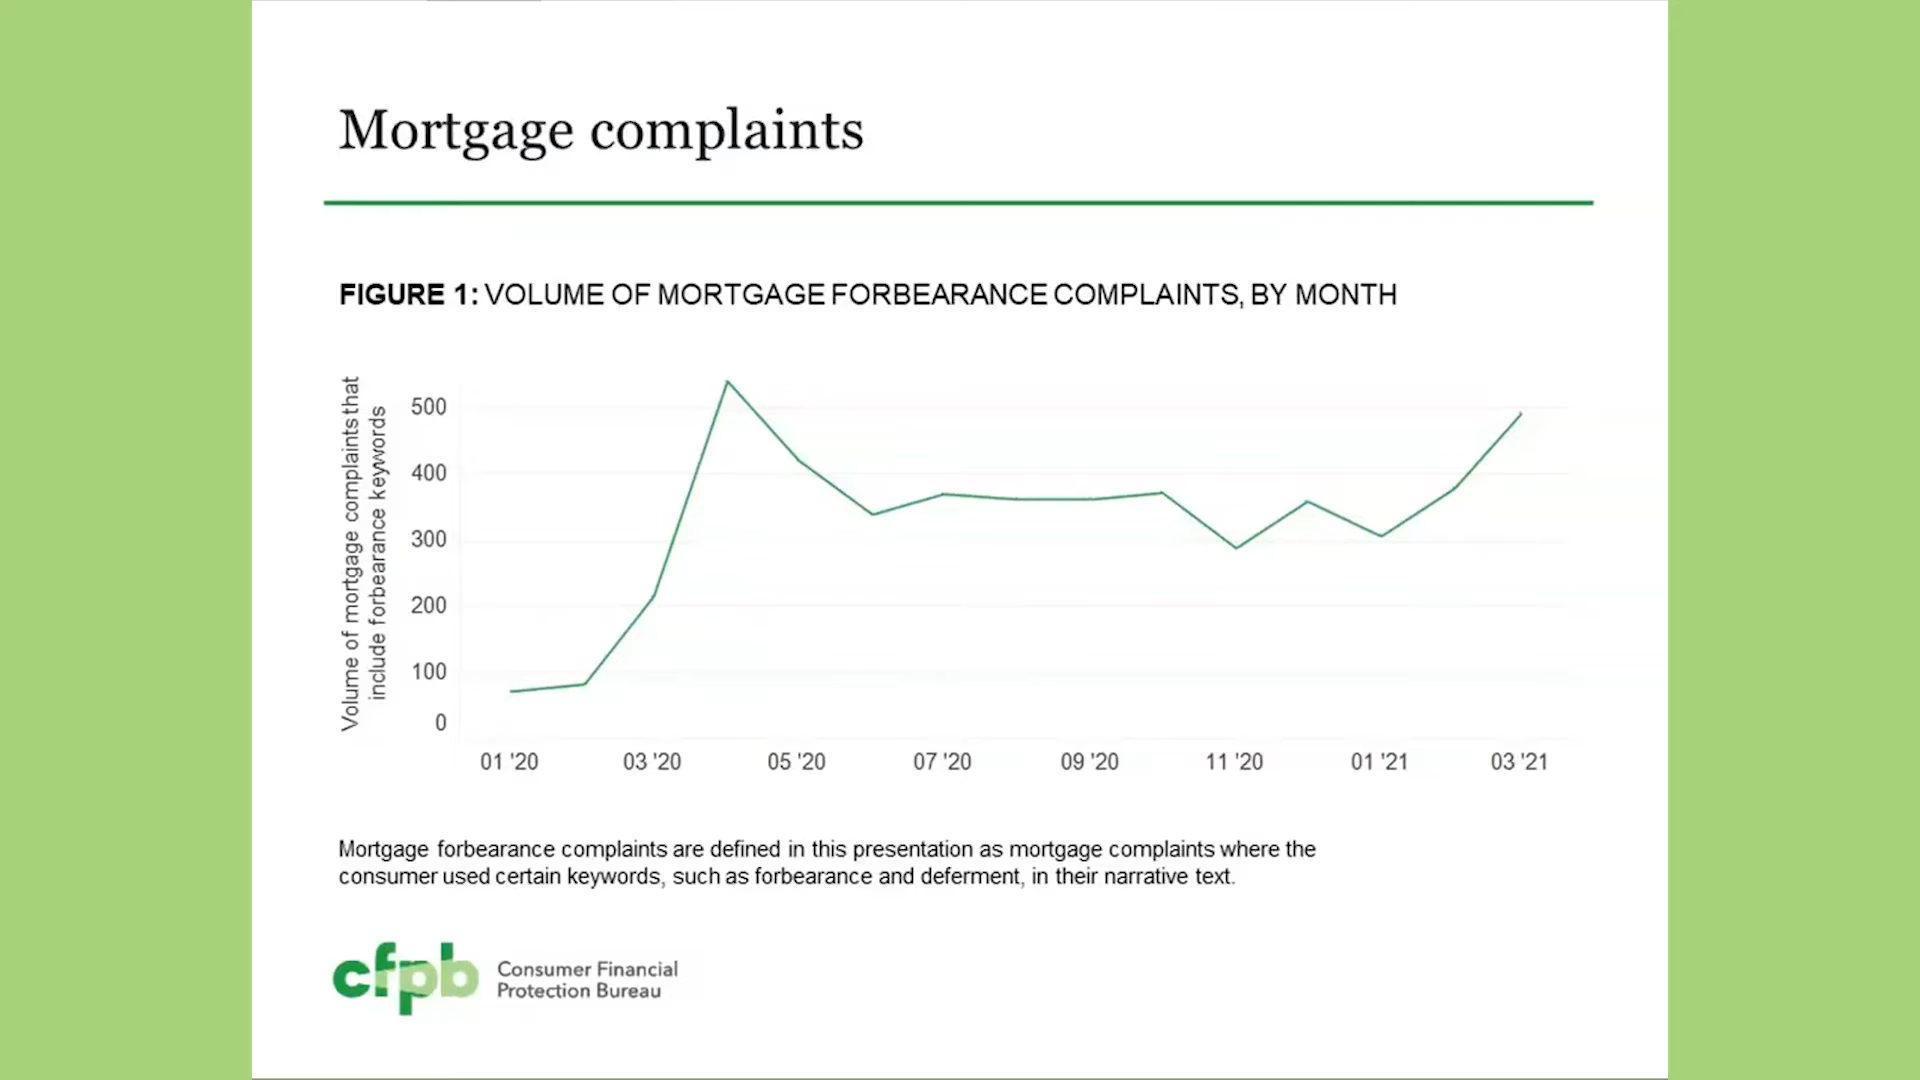 Mortgage complaints
FIGURE 1: VOLUME OF MORTGAGE FORBEARANCE COMPLAINTS, BY MONTH
Volume of mortgage complaints that
include forbearance keywords
500
400
300
200
100
0
01 '20 03 '20 05 '20 07 '20 09 '20 11 '20 01 '21 03 '21
Mortgage forbearance complaints are defined in this presentation as mortgage complaints where the
consumer used certain keywords, such as forbearance and deferment, in their narrative text.
cfpb
Consumer Financial
Protection Bureau